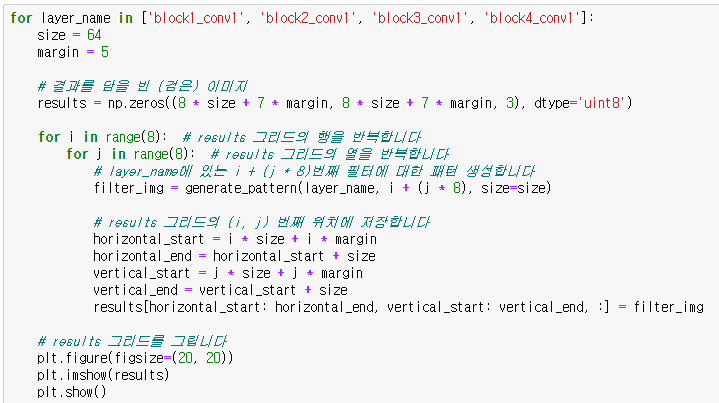 for layer_name in ['block1_conv1', 'block2_conv1', 'block3_conv1', 'block4_conv1']:
    size = 64
    margin = 5

    # 결과를 담을 빈 (검은) 이미지
    results = np.zeros((8 * size + 7 * margin, 8 * size + 7 * margin, 3), dtype='uint8')

    for i in range(8):  # results 그리드의 행을 반복합니다
        for j in range(8):  # results 그리드의 열을 반복합니다
            # layer_name에 있는 i + (j * 8)번째 필터에 대한 패턴 생성합니다
            filter_img = generate_pattern(layer_name, i + (j * 8), size=size)

            # results 그리드의 (i, j) 번째 위치에 저장합니다
            horizontal_start = i * size + i * margin
            horizontal_end = horizontal_start + size
            vertical_start = j * size + j * margin
            vertical_end = vertical_start + size
            results[horizontal_start: horizontal_end, vertical_start: vertical_end, :] = filter_img

    # results 그리드를 그립니다
    plt.figure(figsize=(20, 20))
    plt.imshow(results)
    plt.show()